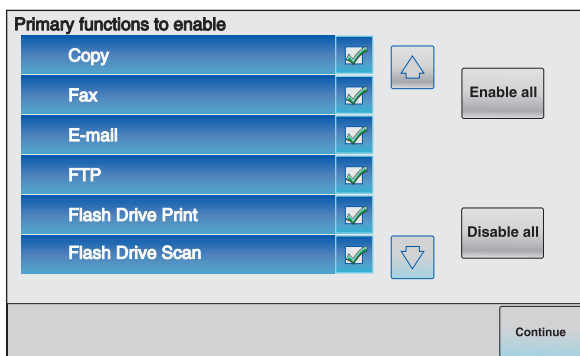 Primary functions to enable
Copy
Fax
E-mail
FTP
Flash Drive Print
Flash Drive Scan
Enable all
Disable all
Continue